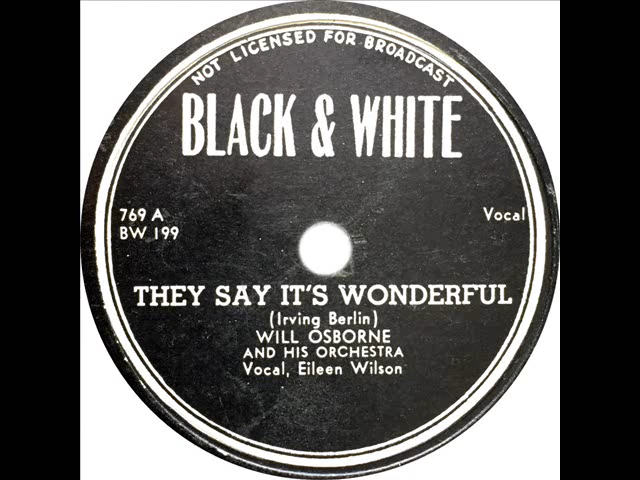 NOT LICENSED FOR BROADCAST
BLACK & WHITE
769 A
BW 199
Vocal
THEY SAY IT'S WONDERFUL
(Irving Berlin)
WILL OSBORNE
AND HIS ORCHESTRA
Vocal, Eileen Wilson